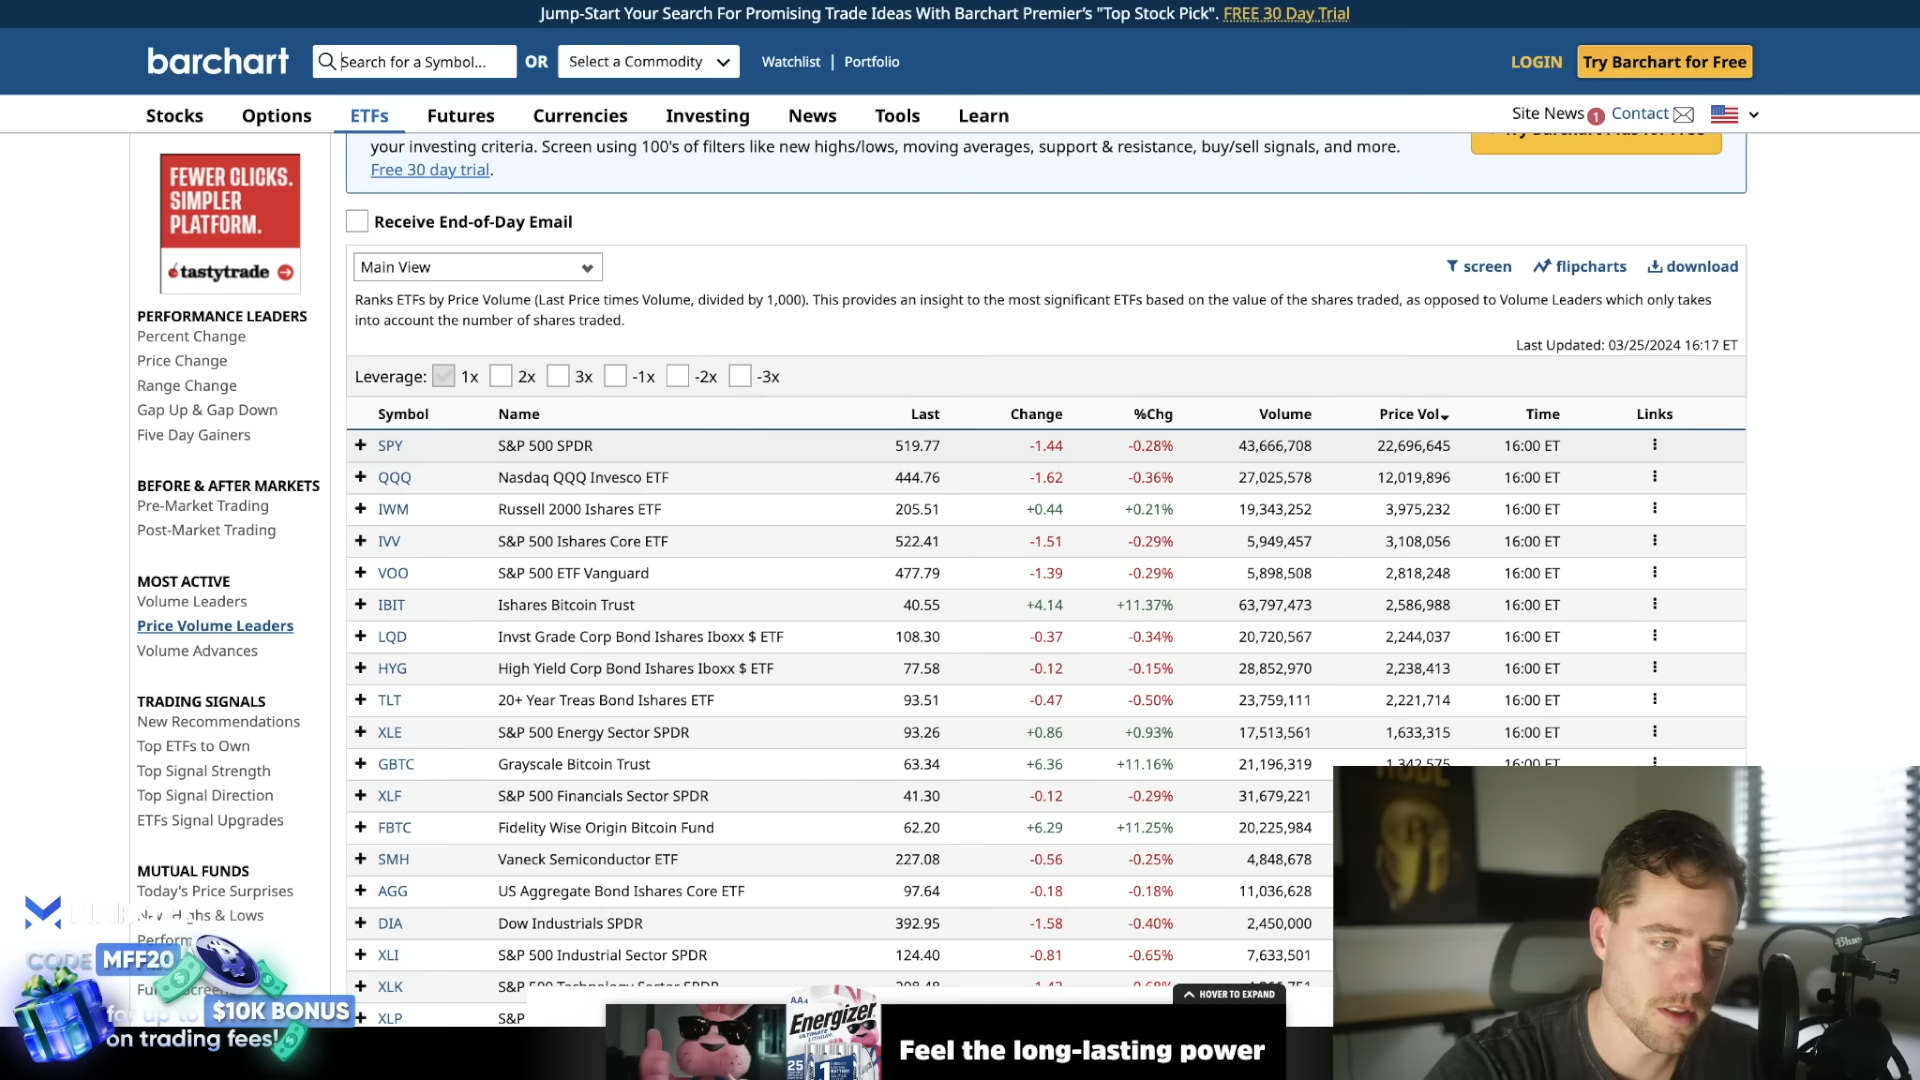 Jump-Start Your Search For Promising Trade Ideas With Barchart Premier's "Top Stock Pick". FREE 30 Day Trial
barchart Search for a Symbol... OR Select a Commodity Watchlist | Portfolio LOGIN Try Barchart for Free
Stocks Options ETFs Futures Currencies Investing News Tools Learn Site News 1 Contact
your investing criteria. Screen using 100's of filters like new highs/lows, moving averages, support & resistance, buy/sell signals, and more.
Free 30 day trial.
FEWER CLICKS.
SIMPLER
PLATFORM.
tastytrade
PERFORMANCE LEADERS
Percent Change
Price Change
Range Change
Gap Up & Gap Down
Five Day Gainers
BEFORE & AFTER MARKETS
Pre-Market Trading
Post-Market Trading
MOST ACTIVE
Volume Leaders
Price Volume Leaders
Volume Advances
TRADING SIGNALS
New Recommendations
Top ETFs to Own
Top Signal Strength
Top Signal Direction
ETFs Signal Upgrades
MUTUAL FUNDS
Today's Price Surprises
Highs & Lows
CODE MFF20
for up to $10K BONUS
on trading fees!
Receive End-of-Day Email
Main View screen flipcharts download
Ranks ETFs by Price Volume (Last Price times Volume, divided by 1,000). This provides an insight to the most significant ETFs based on the value of the shares traded, as opposed to Volume Leaders which only takes
into account the number of shares traded.
Last Updated: 03/25/2024 16:17 ET
Leverage: 1x 2x 3x -1x -2x -3x
Symbol Name Last Change %Chg Volume Price Vol Time Links
SPY S&P 500 SPDR 519.77 -1.44 -0.28% 43,666,708 22,696,645 16:00 ET
QQQ Nasdaq QQQ Invesco ETF 444.76 -1.62 -0.36% 27,025,578 12,019,896 16:00 ET
IWM Russell 2000 Ishares ETF 205.51 +0.44 +0.21% 19,343,252 3,975,232 16:00 ET
IVV S&P 500 Ishares Core ETF 522.41 -1.51 -0.29% 5,949,457 3,108,056 16:00 ET
VOO S&P 500 ETF Vanguard 477.79 -1.39 -0.29% 5,898,508 2,818,248 16:00 ET
IBIT Ishares Bitcoin Trust 40.55 +4.14 +11.37% 63,797,473 2,586,988 16:00 ET
LQD Invst Grade Corp Bond Ishares Iboxx $ ETF 108.30 -0.37 -0.34% 20,720,567 2,244,037 16:00 ET
HYG High Yield Corp Bond Ishares Iboxx $ ETF 77.58 -0.12 -0.15% 28,852,970 2,238,413 16:00 ET
TLT 20+ Year Treas Bond Ishares ETF 93.51 -0.47 -0.50% 23,759,111 2,221,714 16:00 ET
XLE S&P 500 Energy Sector SPDR 93.26 +0.86 +0.93% 17,513,561 1,633,315 16:00 ET
GBTC Grayscale Bitcoin Trust 63.34 +6.36 +11.16% 21,196,319 1,342,575 16:00 ET
XLF S&P 500 Financials Sector SPDR 41.30 -0.12 -0.29% 31,679,221
FBTC Fidelity Wise Origin Bitcoin Fund 62.20 +6.29 +11.25% 20,225,984
SMH Vaneck Semiconductor ETF 227.08 -0.56 -0.25% 4,848,678
AGG US Aggregate Bond Ishares Core ETF 97.64 -0.18 -0.18% 11,036,628
DIA Dow Industrials SPDR 392.95 -1.58 -0.40% 2,450,000
XLI S&P 500 Industrial Sector SPDR 124.40 -0.81 -0.65% 7,633,501
XLK S&P 500 Technology Sector SPDR
XLP S&P
HOVER TO EXPAND
AA4
Energizer
25
Feel the long-lasting power
Blue